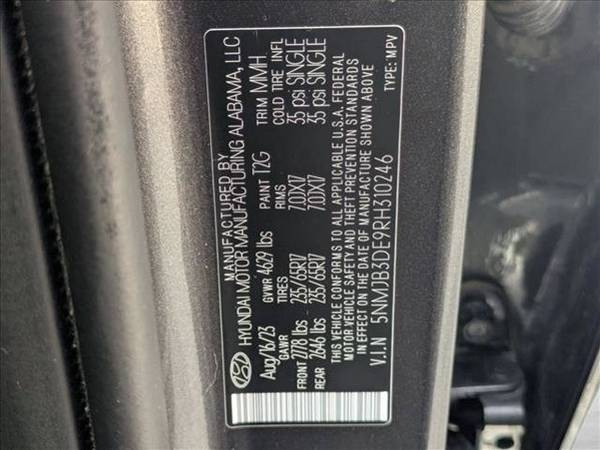 MANUFACTURED BY
HYUNDAI MOTOR MANUFACTURING ALABAMA, LLC
Aug/16/23 GVWR 4629 lbs PAINT T2G TRIM MMH
GAWR TIRES RIMS COLD TIRE INFL
FRONT 2778 lbs 235/65R17 7.0JX17 35 psi SINGLE
REAR 2646 lbs 235/65R17 7.0JX17 35 psi SINGLE
THIS VEHICLE CONFORMS TO ALL APPLICABLE U.S.A. FEDERAL
MOTOR VEHICLE SAFETY AND THEFT PREVENTION STANDARDS
IN EFFECT ON THE DATE OF MANUFACTURE SHOWN ABOVE
V.I.N 5NMJB3DE9RH310246 TYPE: MPV